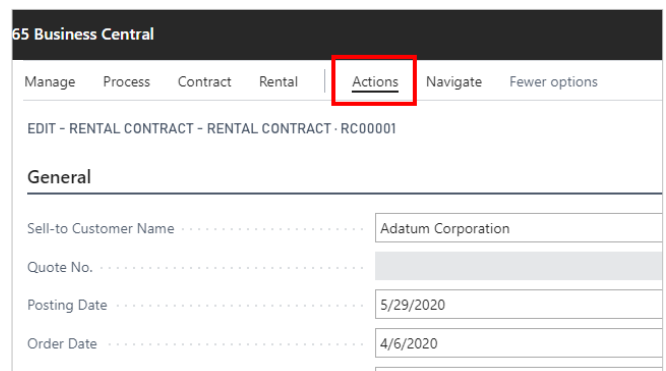 65 Business Central
Manage Process Contract Rental Actions Navigate Fewer options
EDIT - RENTAL CONTRACT - RENTAL CONTRACT · RC00001
General
Sell-to Customer Name Adatum Corporation
Quote No.
Posting Date 5/29/2020
Order Date 4/6/2020